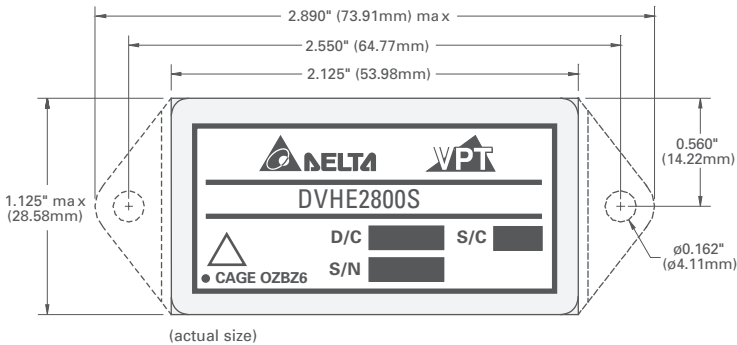 2.890" (73.91mm) max
2.550" (64.77mm)
2.125" (53.98mm)
1.125" max
(28.58mm)
0.560"
(14.22mm)
DELTA VPT
DVHE2800S
D/C S/C
S/N
CAGE OZBZ6
ø0.162"
(ø4.11mm)
(actual size)